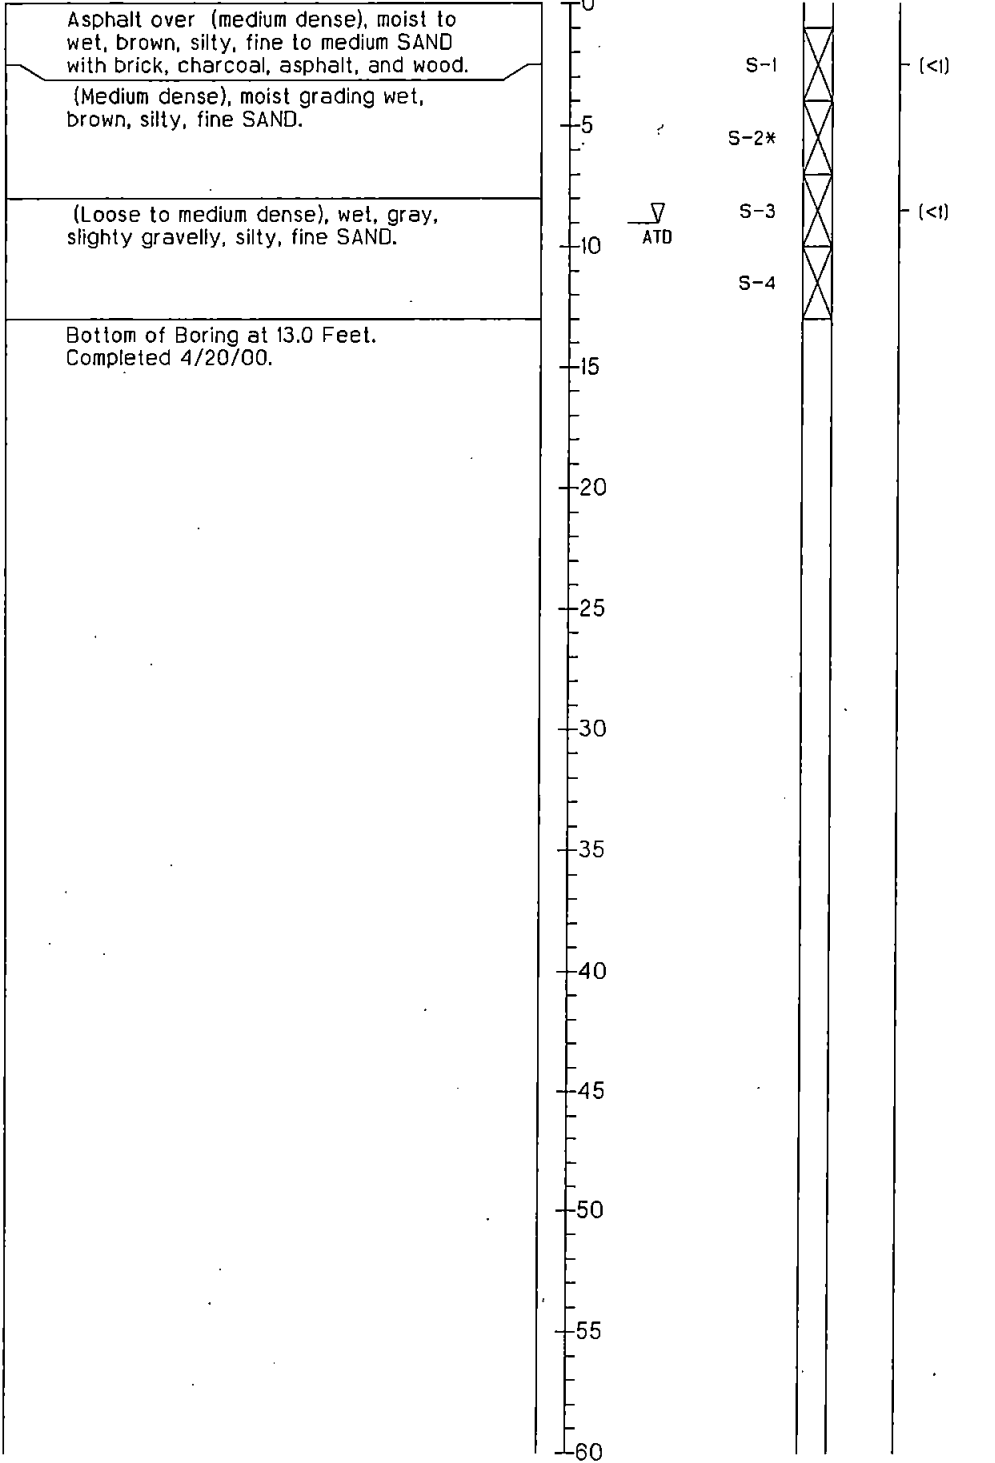 Asphalt over (medium dense), moist to
wet, brown, silty, fine to medium SAND
with brick, charcoal, asphalt, and wood.
(Medium dense), moist grading wet,
brown, silty, fine SAND.
(Loose to medium dense), wet, gray,
slighty gravelly, silty, fine SAND.
Bottom of Boring at 13.0 Feet.
Completed 4/20/00.
0
5
10
15
20
25
30
35
40
45
50
55
60
ATD
S-1
S-2*
S-3
S-4
(<1)
(<1)